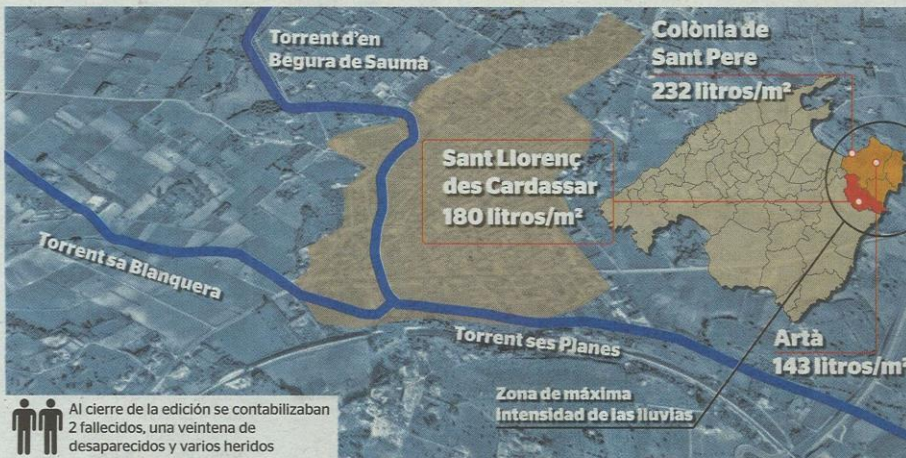 Torrent d'en
Begura de Saumà
Colònia de
Sant Pere
232 litros/m²
Sant Llorenç
des Cardassar
180 litros/m²
Torrent sa Blanquera
Torrent ses Planes
Artà
143 litros/m²
Zona de máxima
intensidad de las lluvias
Al cierre de la edición se contabilizaban
2 fallecidos, una veintena de
desaparecidos y varios heridos